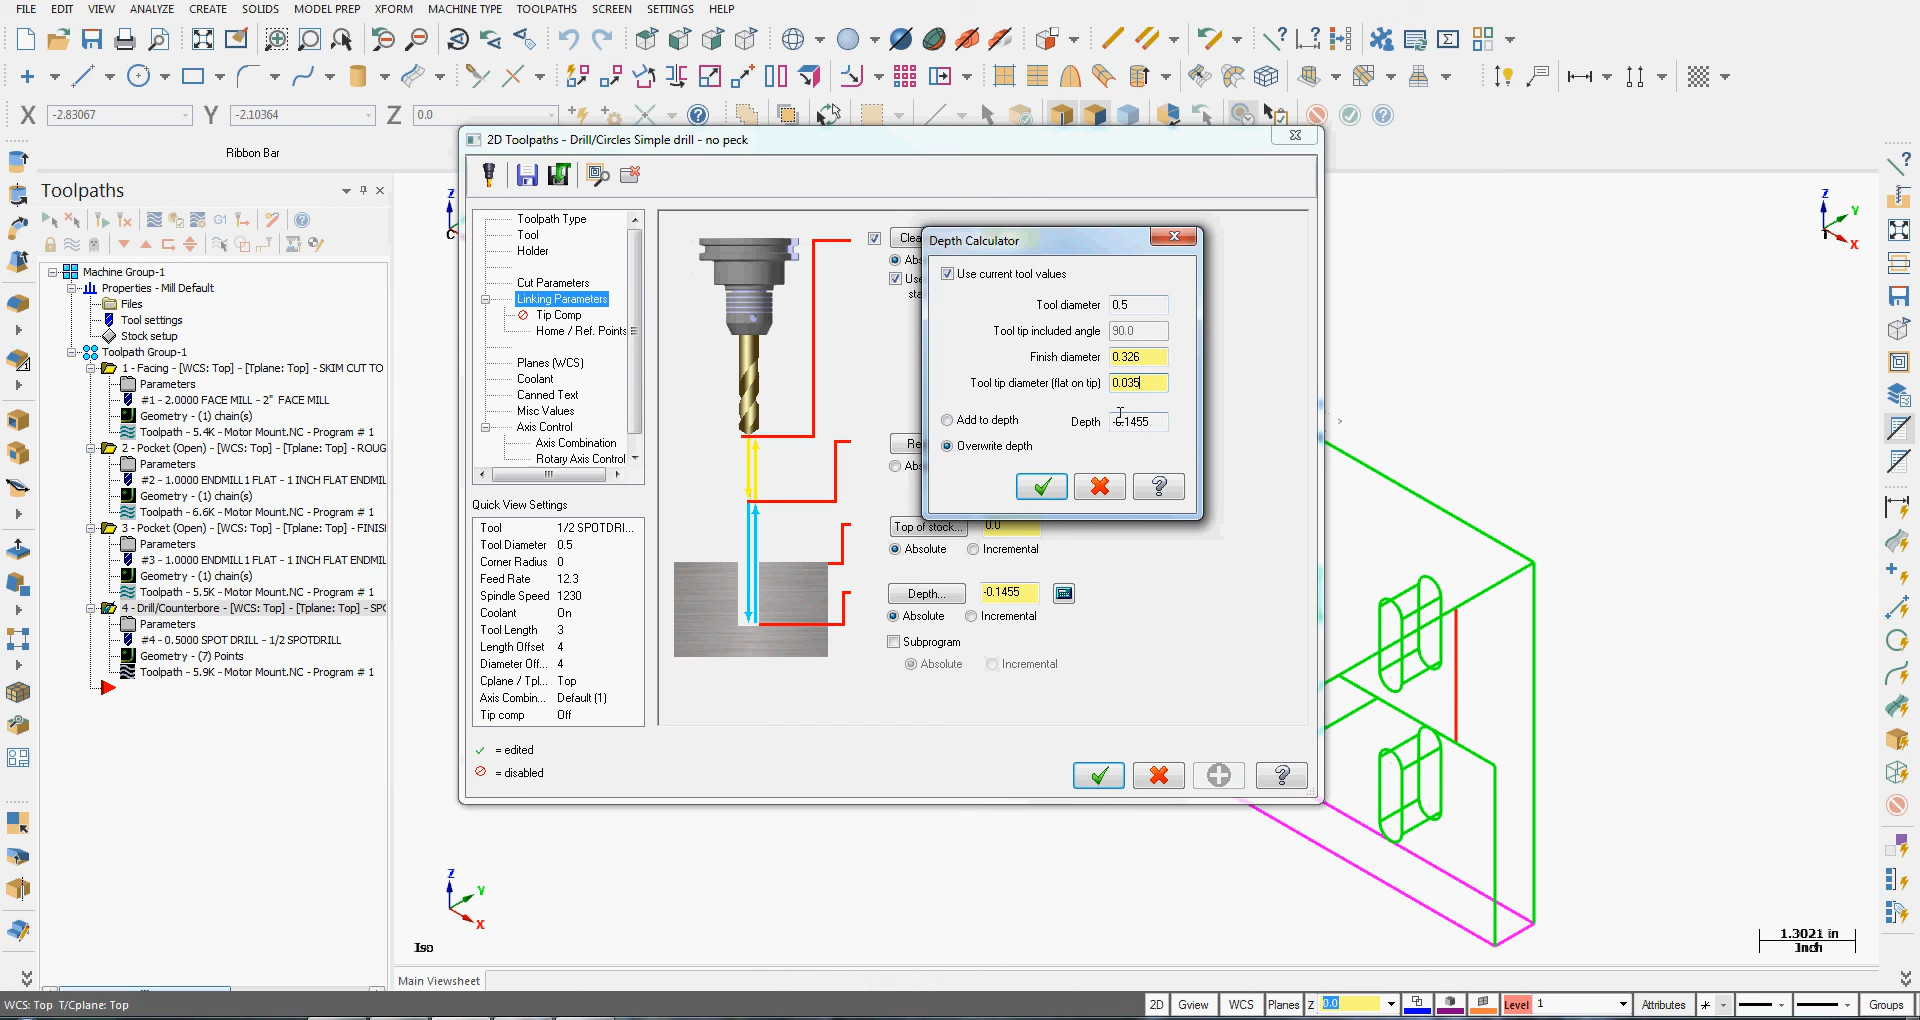 FILE EDIT VIEW ANALYZE CREATE SOLIDS MODEL PREP XFORM MACHINE TYPE TOOLPATHS SCREEN SETTINGS HELP
X -2.83067 Y -2.10364 Z 0.0
Ribbon Bar
Toolpaths
Machine Group-1
Properties - Mill Default
Files
Tool settings
Stock setup
Toolpath Group-1
1 - Facing - [WCS: Top] - [Tplane: Top] - SKIM CUT TO
Parameters
#1 - 2.0000 FACE MILL - 2" FACE MILL
Geometry - (1) chain(s)
Toolpath - 5.4K - Motor Mount.NC - Program # 1
2 - Pocket (Open) - [WCS: Top] - [Tplane: Top] - ROUG
Parameters
#2 - 1.0000 ENDMILL1 FLAT - 1 INCH FLAT ENDMIL
Geometry - (1) chain(s)
Toolpath - 6.6K - Motor Mount.NC - Program # 1
3 - Pocket (Open) - [WCS: Top] - [Tplane: Top] - FINIS
Parameters
#3 - 1.0000 ENDMILL1 FLAT - 1 INCH FLAT ENDMIL
Geometry - (1) chain(s)
Toolpath - 5.5K - Motor Mount.NC - Program # 1
4 - Drill/Counterbore - [WCS: Top] - [Tplane: Top] - SPO
Parameters
#4 - 0.5000 SPOT DRILL - 1/2 SPOTDRILL
Geometry - (7) Points
Toolpath - 5.9K - Motor Mount.NC - Program # 1
2D Toolpaths - Drill/Circles Simple drill - no peck
Toolpath Type
Tool
Holder
Cut Parameters
Linking Parameters
Tip Comp
Home / Ref. Points
Planes (WCS)
Coolant
Canned Text
Misc Values
Axis Control
Axis Combination
Rotary Axis Control
Quick View Settings
Tool 1/2 SPOTDRI...
Tool Diameter 0.5
Corner Radius 0
Feed Rate 12.3
Spindle Speed 1230
Coolant On
Tool Length 3
Length Offset 4
Diameter Off... 4
Cplane / Tpl... Top
Axis Combin... Default (1)
Tip comp Off
= edited
= disabled
Clea
Abs
Use
sta
Re
Abs
Top of stock... 0.0
Absolute Incremental
Depth... -0.1455
Absolute Incremental
Subprogram
Absolute Incremental
Depth Calculator
Use current tool values
Tool diameter 0.5
Tool tip included angle 90.0
Finish diameter 0.326
Tool tip diameter (flat on tip) 0.035
Add to depth Depth -0.1455
Overwrite depth
Z Y X
Z Y X
Iso
1.3021 in
Inch
Main Viewsheet
WCS: Top T/Cplane: Top
2D Gview WCS Planes Z 0.0 Level 1 Attributes Groups